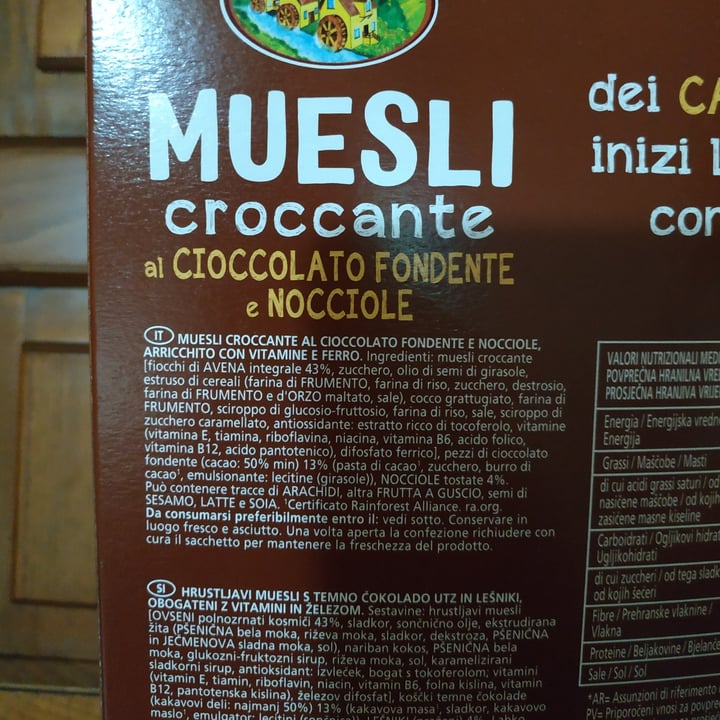 MUESLI
croccante
al CIOCCOLATO FONDENTE
e NOCCIOLE
IT MUESLI CROCCANTE AL CIOCCOLATO FONDENTE E NOCCIOLE,
ARRICCHITO CON VITAMINE E FERRO. Ingredienti: muesli croccante
[fiocchi di AVENA integrale 43%, zucchero, olio di semi di girasole,
estruso di cereali (farina di FRUMENTO, farina di riso, zucchero, destrosio,
farina di FRUMENTO e d'ORZO maltato, sale), cocco grattugiato, farina di
FRUMENTO, sciroppo di glucosio-fruttosio, farina di riso, sale, sciroppo di
zucchero caramellato, antiossidante: estratto ricco di tocoferolo, vitamine
(vitamina E, tiamina, riboflavina, niacina, vitamina B6, acido folico,
vitamina B12, acido pantotenico), difosfato ferrico], pezzi di cioccolato
fondente (cacao: 50% min) 13% (pasta di cacao¹, zucchero, burro di
cacao¹, emulsionante: lecitine (girasole)), NOCCIOLE tostate 4%.
Può contenere tracce di ARACHIDI, altra FRUTTA A GUSCIO, semi di
SESAMO, LATTE e SOIA. ¹Certificato Rainforest Alliance. ra.org.
Da consumarsi preferibilmente entro il: vedi sotto. Conservare in
luogo fresco e asciutto. Una volta aperta la confezione richiudere con
cura il sacchetto per mantenere la freschezza del prodotto.
SI HRUSTLJAVI MUESLI S TEMNO ČOKOLADO UTZ IN LEŠNIKI,
OBOGATENI Z VITAMINI IN ŽELEZOM. Sestavine: hrustljavi muesli
[OVSENI polnozrnati kosmiči 43%, sladkor, sončnično olje, ekstrudirana
žita (PŠENIČNA bela moka, riževa moka, sladkor, dekstroza, PŠENIČNA
in JEČMENOVA sladna moka, sol), nariban kokos, PŠENIČNA bela
moka, glukozni-fruktozni sirup, riževa moka, sol, karamelizirani
sladkorni sirup, antioksidant: izvleček, bogat s tokoferolom; vitamini
(vitamin E, tiamin, riboflavin, niacin, vitamin B6, folna kislina, vitamin
B12, pantotenska kislina), železov difosfat], koščki temne čokolade
(kakavovi deli: najmanj 50%) 13% (kakavova masa¹, sladkor, kakavovo
maslo¹, emulgator: lecitini
dei CA
inizi l
con
VALORI NUTRIZIONALI MEDI
POVPREČNA HRANILNA VRE
PROSJEČNA HRANJIVA VRIJE
Energia / Energijska vredno
Energija
Grassi / Maščobe / Masti
di cui acidi grassi saturi / od
nasičene maščobe / od kojih
zasićene masne kiseline
Carboidrati / Ogljikovi hidrat
Ugljikohidrati
di cui zuccheri / od tega sladk
od kojih šećeri
Fibre / Prehranske vlaknine /
Vlakna
Proteine / Beljakovine / Bjelance
Sale / Sol / Sol
*AR= Assunzioni di riferimento
PV= Priporočeni vnosi za povpre